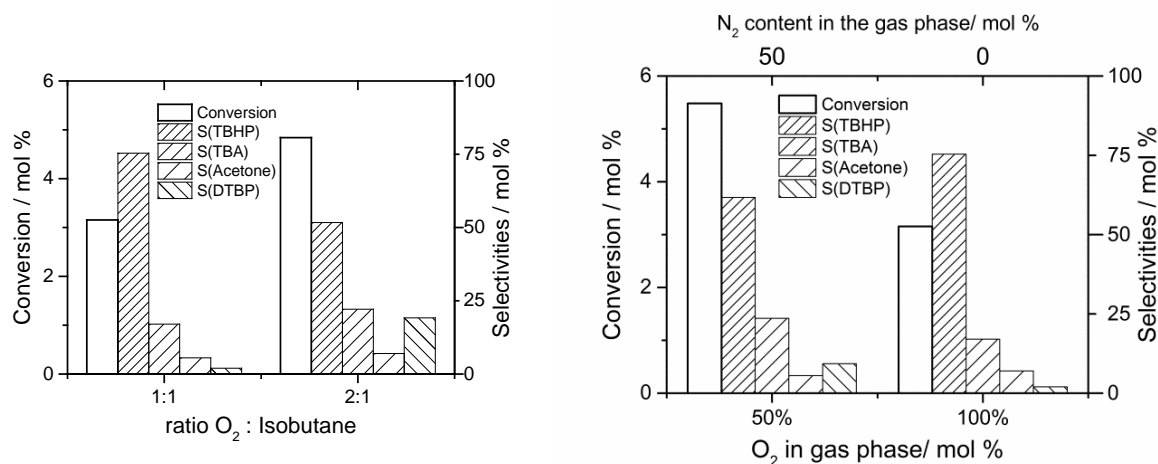 6
4
2
0
Conversion / mol %
100
75
50
25
0
Selectivities / mol %
Conversion
S(TBHP)
S(TBA)
S(Acetone)
S(DTBP)
1:1
2:1
ratio O₂ : Isobutane
N₂ content in the gas phase/ mol %
50
0
6
4
2
0
Conversion / mol %
100
75
50
25
0
Selectivities / mol %
Conversion
S(TBHP)
S(TBA)
S(Acetone)
S(DTBP)
50%
100%
O₂ in gas phase/ mol %